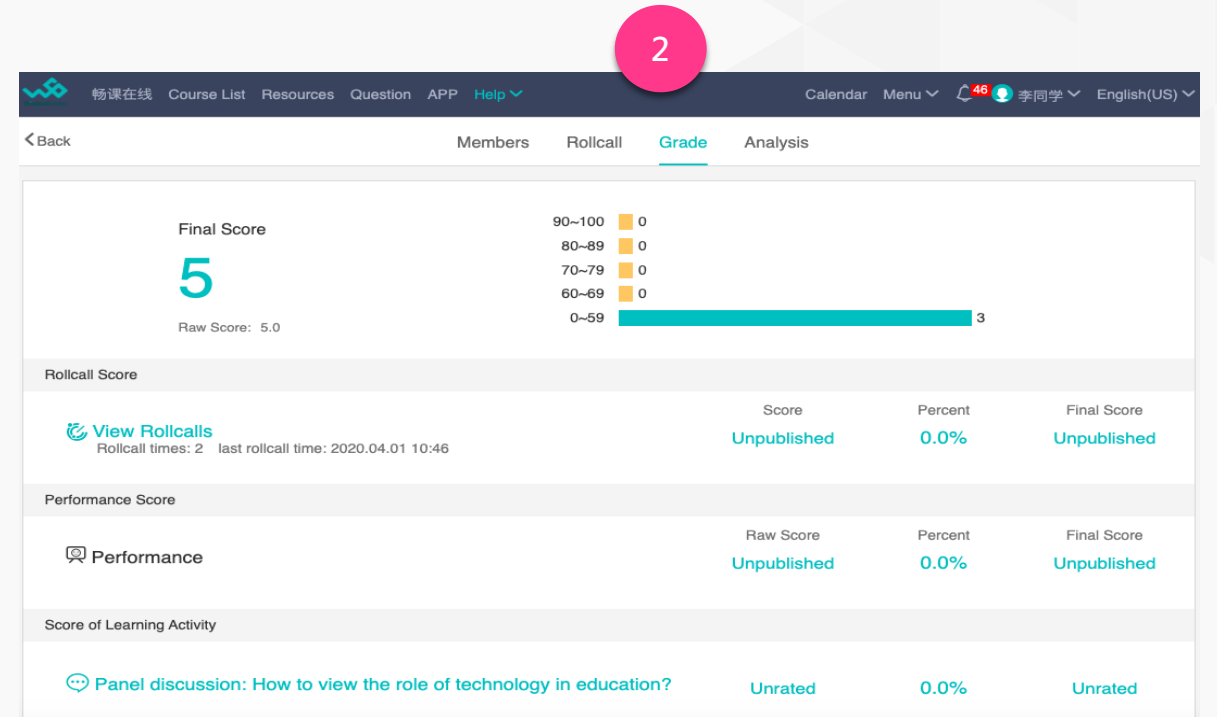 2
畅课在线 Course List Resources Question APP Help Calendar Menu 46 李同学 English(US)
Back Members Rollcall Grade Analysis
Final Score
5
Raw Score: 5.0
90~100 0
80~89 0
70~79 0
60~69 0
0~59 3
Rollcall Score
Score Percent Final Score
View Rollcalls Unpublished 0.0% Unpublished
Rollcall times: 2 last rollcall time: 2020.04.01 10:46
Performance Score
Raw Score Percent Final Score
Performance Unpublished 0.0% Unpublished
Score of Learning Activity
Panel discussion: How to view the role of technology in education? Unrated 0.0% Unrated